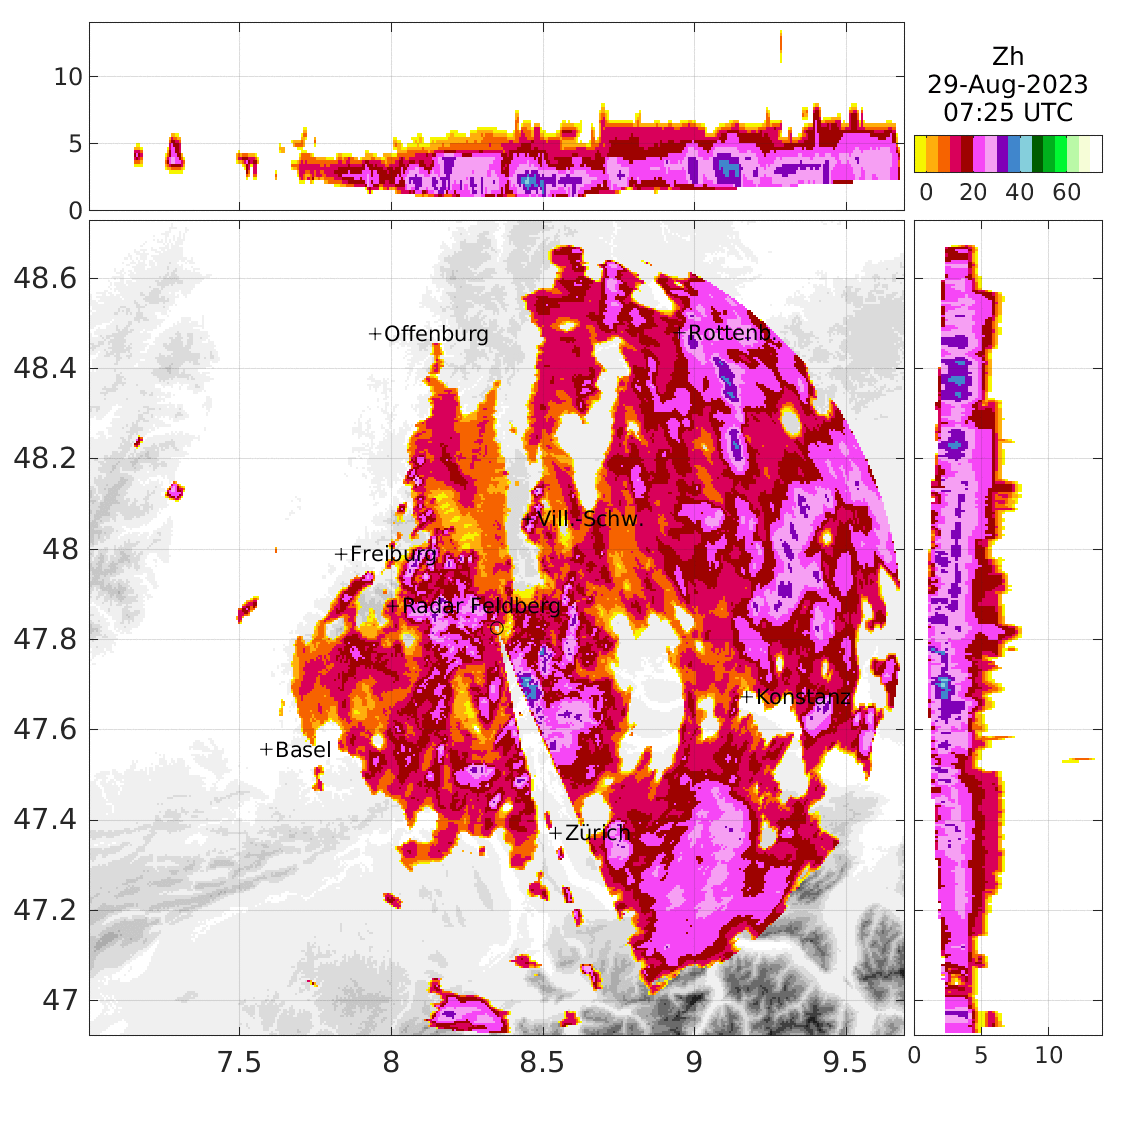 10
5
0
Zh
29-Aug-2023
07:25 UTC
0 20 40 60
48.6
48.4
48.2
48
47.8
47.6
47.4
47.2
47
+Offenburg
+Rottenb
+Vill.-Schw.
+Freiburg
+Radar Feldberg
+Konstanz
+Basel
+Zürich
7.5 8 8.5 9 9.5
0 5 10